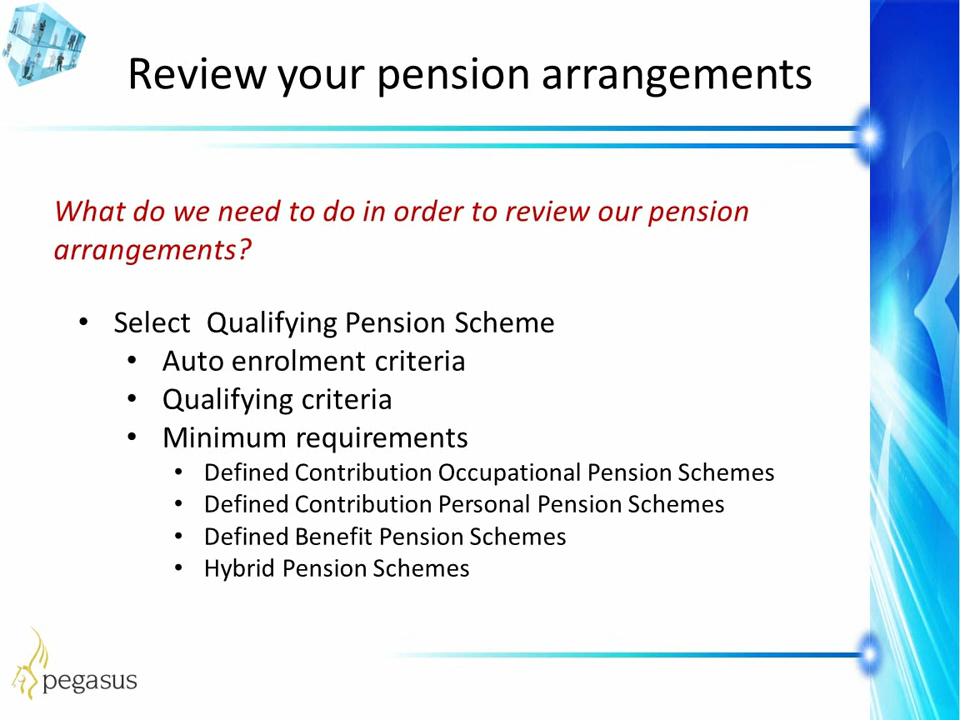 Review your pension arrangements
What do we need to do in order to review our pension
arrangements?
• Select  Qualifying Pension Scheme
• Auto enrolment criteria
• Qualifying criteria
• Minimum requirements
• Defined Contribution Occupational Pension Schemes
• Defined Contribution Personal Pension Schemes
• Defined Benefit Pension Schemes
• Hybrid Pension Schemes
pegasus